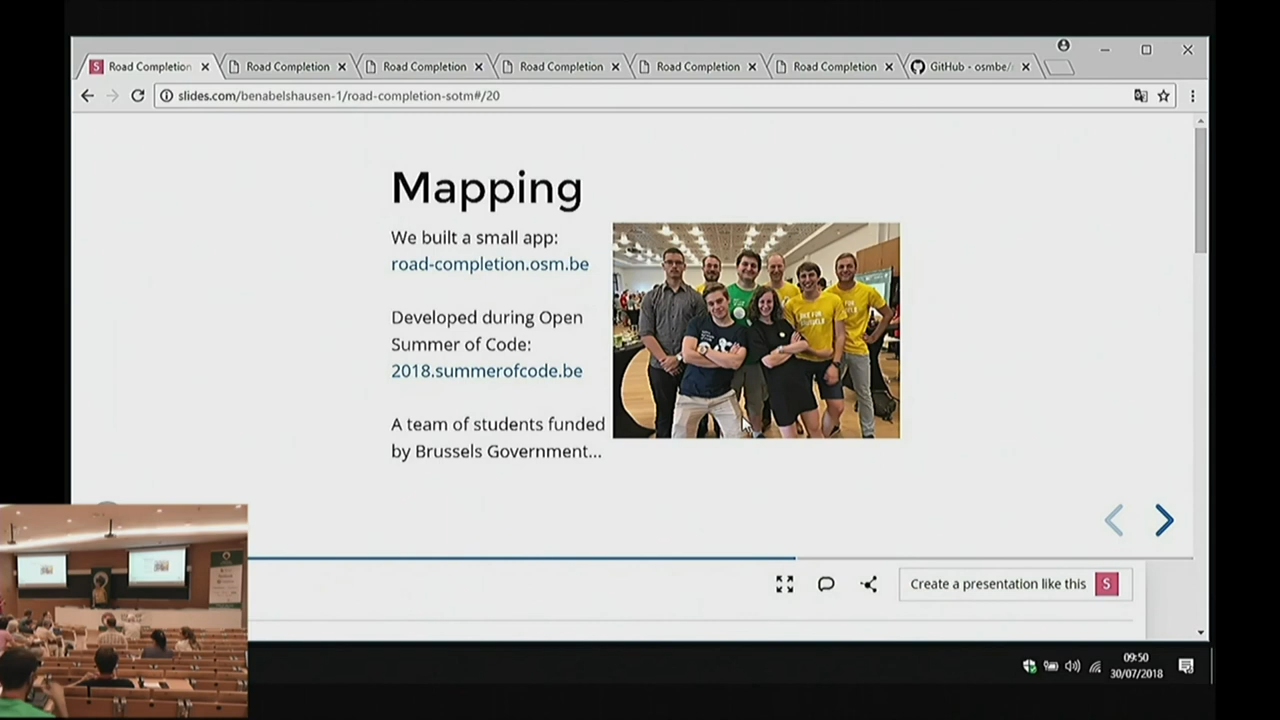 Road Completion
Road Completion
Road Completion
Road Completion
Road Completion
Road Completion
GitHub - osmbe/
slides.com/benabelshausen-1/road-completion-sotm#/20
Mapping
We built a small app:
road-completion.osm.be
Developed during Open
Summer of Code:
2018.summerofcode.be
A team of students funded
by Brussels Government...
Create a presentation like this
S
09:50
30/07/2018